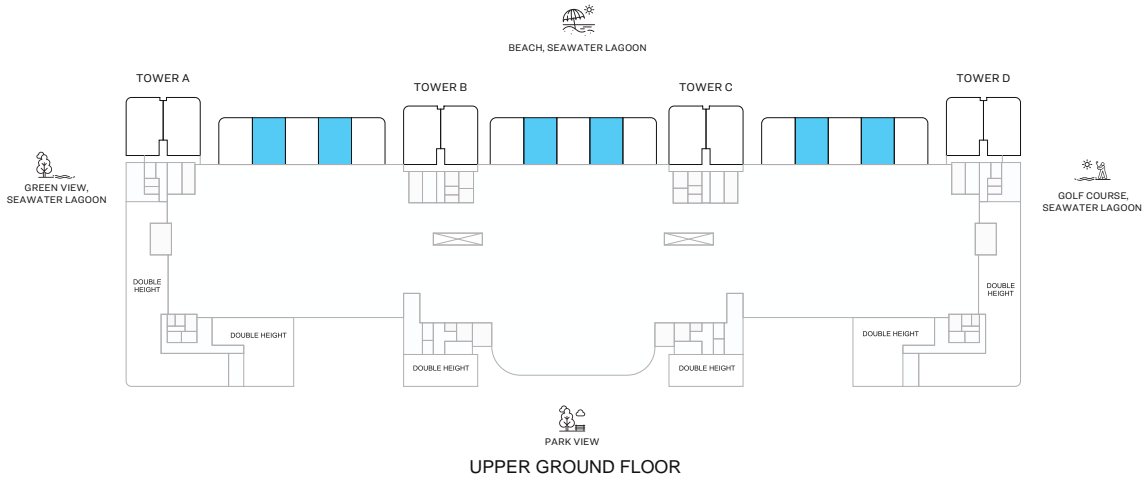 BEACH, SEAWATER LAGOON
TOWER A
TOWER B
TOWER C
TOWER D
GREEN VIEW,
SEAWATER LAGOON
GOLF COURSE,
SEAWATER LAGOON
DOUBLE
HEIGHT
DOUBLE
HEIGHT
DOUBLE HEIGHT
DOUBLE HEIGHT
DOUBLE HEIGHT
DOUBLE HEIGHT
PARK VIEW
UPPER GROUND FLOOR